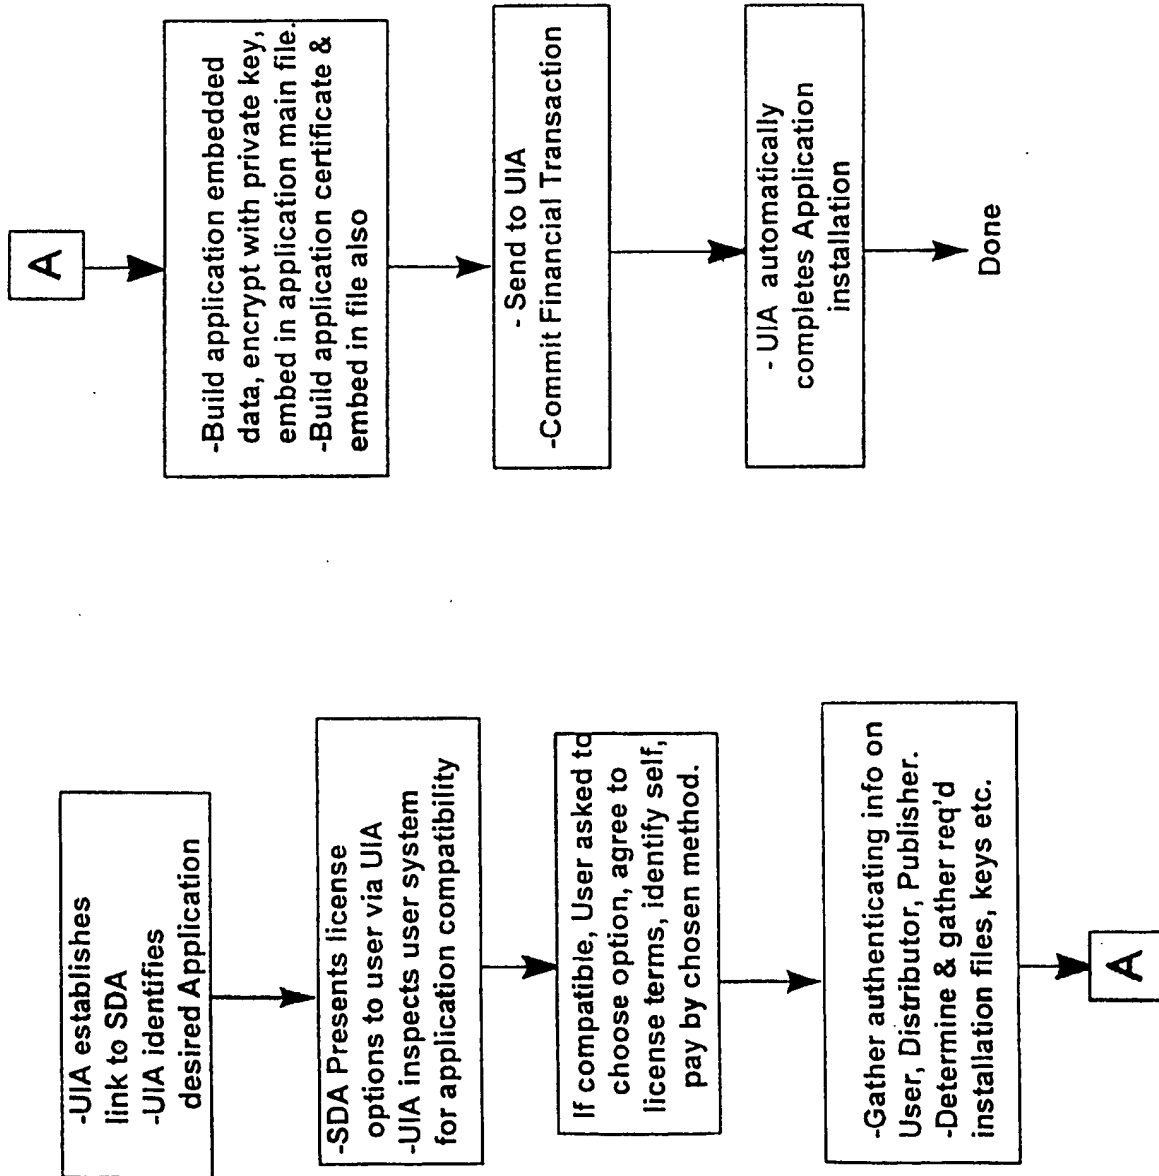 -UIA establishes
link to SDA
-UIA identifies
desired Application
-SDA Presents license
options to user via UIA
-UIA inspects user system
for application compatibility
If compatible, User asked to
choose option, agree to
license terms, identify self,
pay by chosen method.
-Gather authenticating info on
User, Distributor, Publisher.
-Determine & gather req'd
installation files, keys etc.
A
A
-Build application embedded
data, encrypt with private key,
embed in application main file.
-Build application certificate &
embed in file also
- Send to UIA
-Commit Financial Transaction
- UIA automatically
completes Application
installation
Done